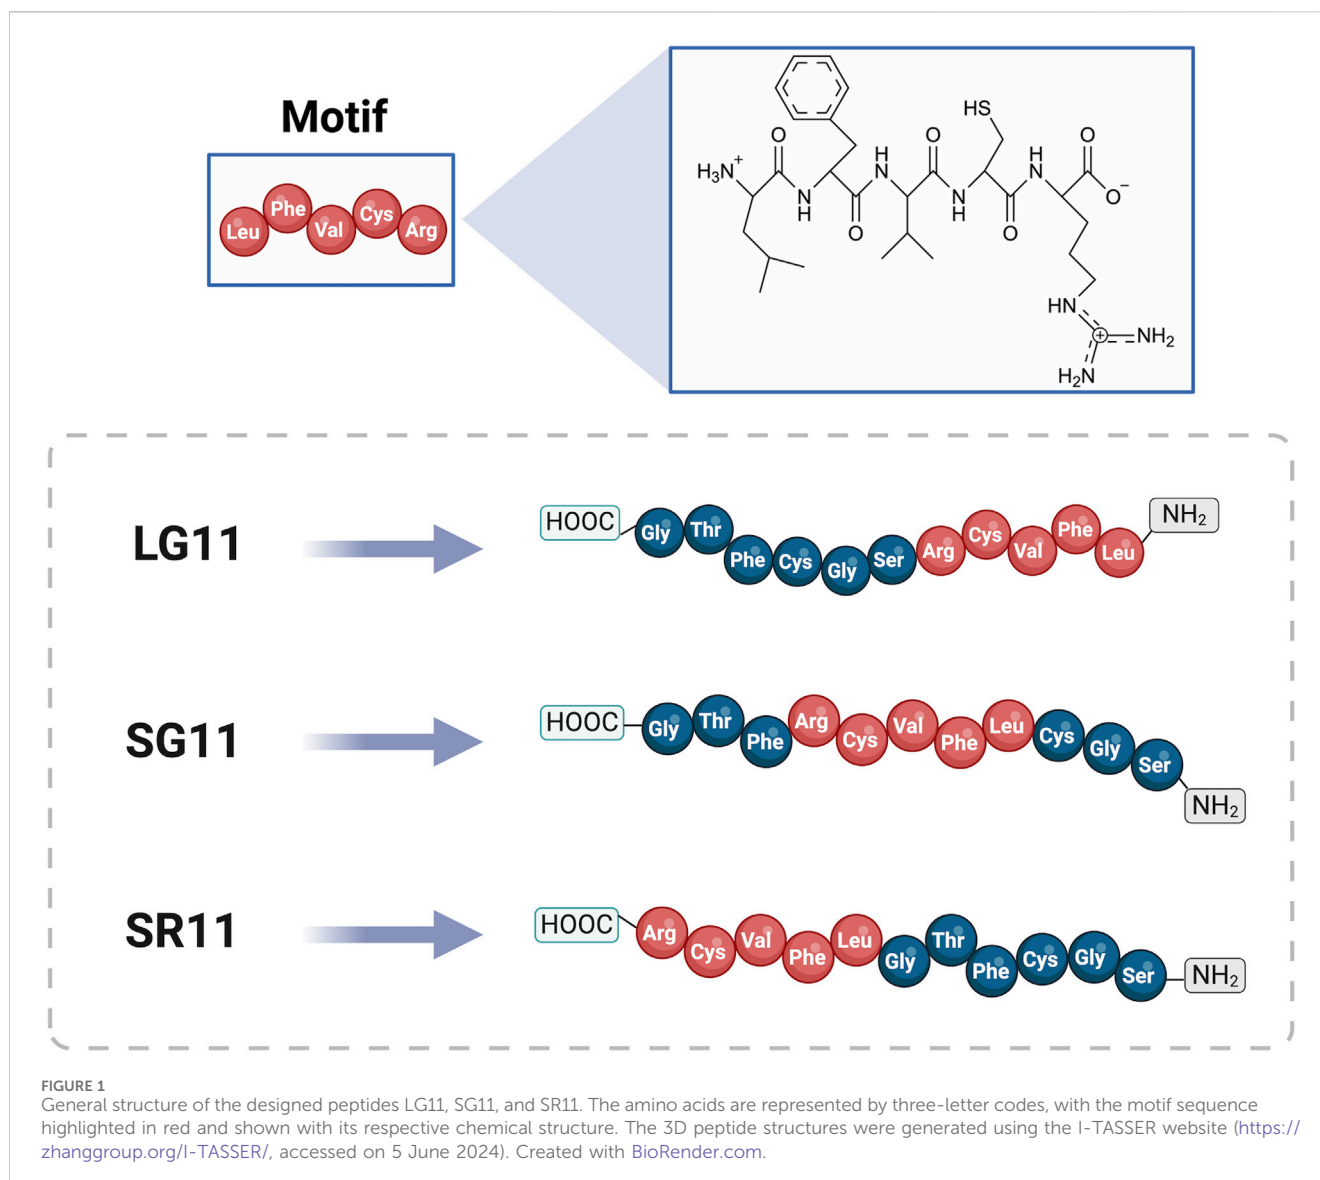 Motif
Leu Phe Val Cys Arg
HS
O O O
H₃N⁺ H H
N N
N N
H H
O⁻
O O
HN
+ NH₂
H₂N
LG11
HOOC Gly Thr Phe Cys Gly Ser Arg Cys Val Phe Leu NH₂
SG11
HOOC Gly Thr Phe Arg Cys Val Phe Leu Cys Gly Ser NH₂
SR11
HOOC Arg Cys Val Phe Leu Gly Thr Phe Cys Gly Ser NH₂
FIGURE 1
General structure of the designed peptides LG11, SG11, and SR11. The amino acids are represented by three-letter codes, with the motif sequence
highlighted in red and shown with its respective chemical structure. The 3D peptide structures were generated using the I-TASSER website (https://
zhanggroup.org/I-TASSER/, accessed on 5 June 2024). Created with BioRender.com.